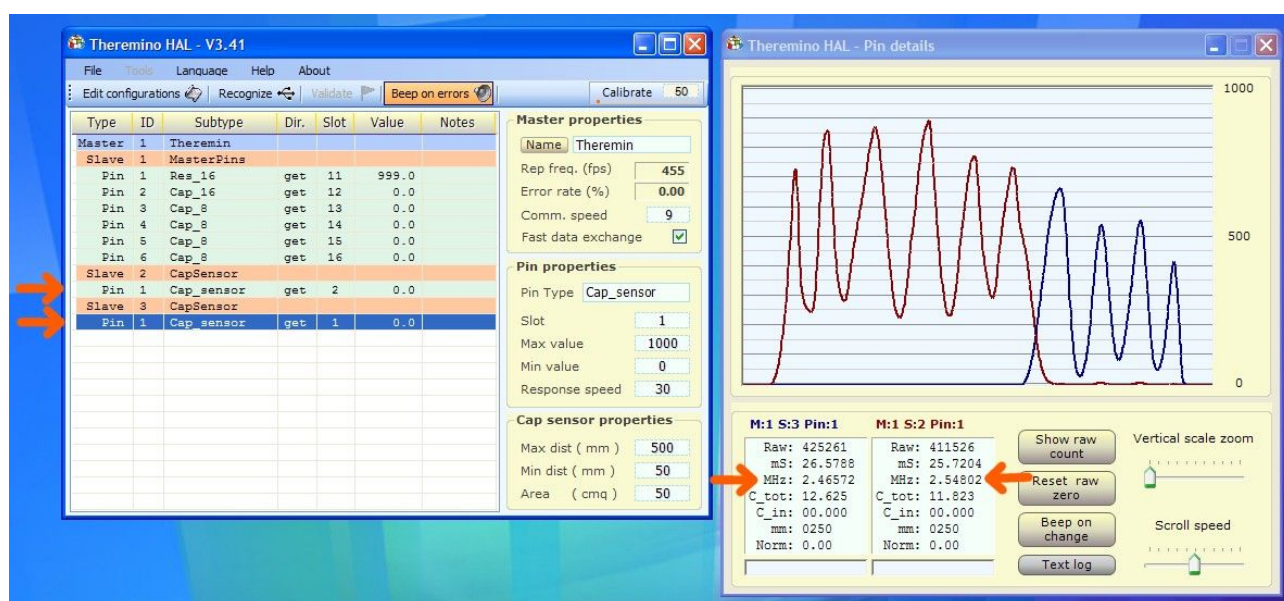 Theremino HAL - V3.41
File Tools Language Help About
Edit configurations Recognize Validate Beep on errors Calibrate 50
Type ID Subtype Dir. Slot Value Notes
Master 1 Theremin
Slave 1 MasterPins
Pin 1 Res_16 get 11 999.0
Pin 2 Cap_16 get 12 0.0
Pin 3 Cap_8 get 13 0.0
Pin 4 Cap_8 get 14 0.0
Pin 5 Cap_8 get 15 0.0
Pin 6 Cap_8 get 16 0.0
Slave 2 CapSensor
Pin 1 Cap_sensor get 2 0.0
Slave 3 CapSensor
Pin 1 Cap_sensor get 1 0.0
Master properties
Name Theremin
Rep freq. (fps) 455
Error rate (%) 0.00
Comm. speed 9
Fast data exchange
Pin properties
Pin Type Cap_sensor
Slot 1
Max value 1000
Min value 0
Response speed 30
Cap sensor properties
Max dist ( mm ) 500
Min dist ( mm ) 50
Area ( cmq ) 50
Theremino HAL - Pin details
1000
500
0
M:1 S:3 Pin:1
Raw: 425261
mS: 26.5788
MHz: 2.46572
C_tot: 12.625
C_in: 00.000
mm: 0250
Norm: 0.00
M:1 S:2 Pin:1
Raw: 411526
mS: 25.7204
MHz: 2.54802
C_tot: 11.823
C_in: 00.000
mm: 0250
Norm: 0.00
Show raw
count
Reset raw
zero
Beep on
change
Text log
Vertical scale zoom
Scroll speed